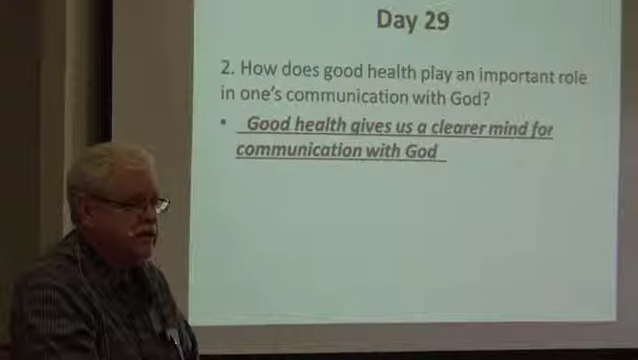 Day 29
2. How does good health play an important role
in one's communication with God?
• Good health gives us a clearer mind for
communication with God